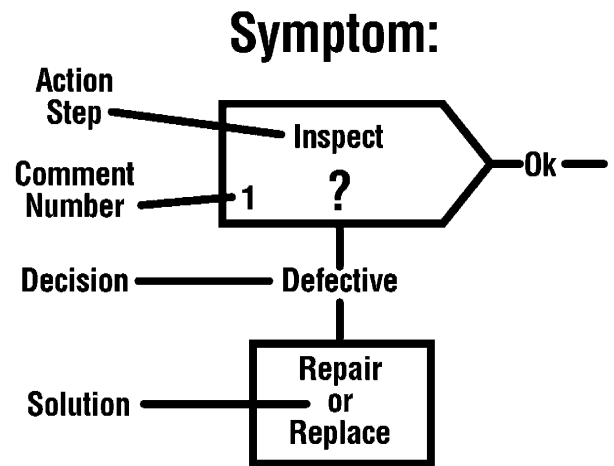 Symptom:
Action
Step
Inspect
Ok
Comment
Number
1
?
Decision
Defective
Solution
Repair
or
Replace